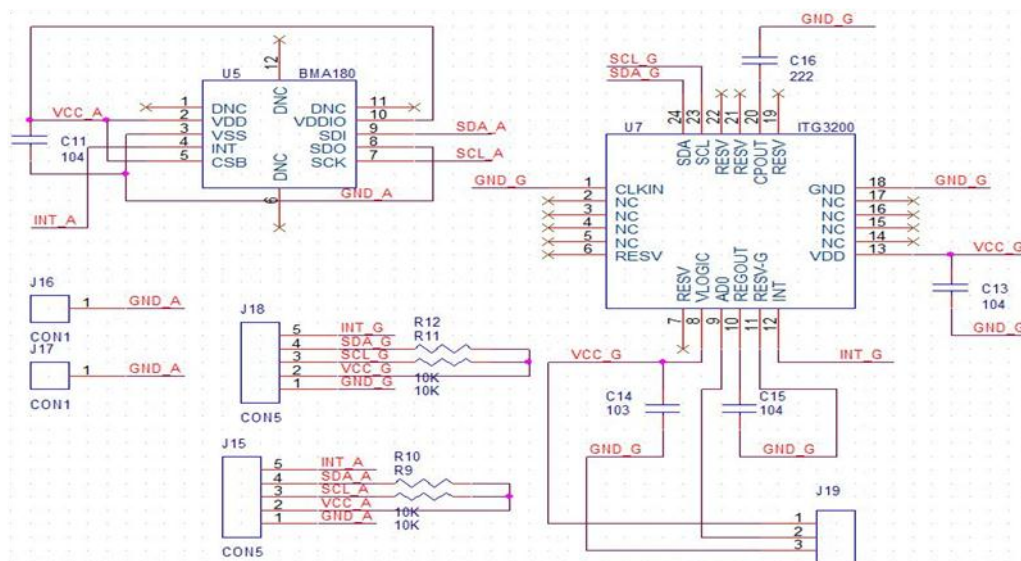 U5
BMA180
12
DNC
1
DNC
DNC
11
VCC_A
2
VDD
VDDIO
10
3
VSS
SDI
9
SDA_A
4
INT
SDO
8
5
CSB
SCK
7
SCL_A
DNC
6
GND_A
C11
104
INT_A
J16
1
GND_A
CON1
J17
1
GND_A
CON1
J18
5
INT_G
4
SDA_G
3
SCL_G
2
VCC_G
1
GND_G
R12
R11
10K
10K
CON5
J15
5
INT_A
4
SDA_A
3
SCL_A
2
VCC_A
1
GND_A
R10
R9
10K
10K
CON5
GND_G
C16
222
SCL_G
SDA_G
24
23
22
21
20
19
U7
ITG3200
SDA
SCL
RESV
RESV
CPOUT
RESV
GND_G
1
CLKIN
GND
18
GND_G
2
NC
NC
17
3
NC
NC
16
4
NC
NC
15
5
NC
NC
14
6
RESV
VDD
13
VCC_G
RESV
VLOGIC
AD0
REGOUT
RESV-G
INT
7
8
9
10
11
12
C13
104
GND_G
VCC_G
INT_G
C14
103
C15
104
GND_G
GND_G
J19
1
2
3